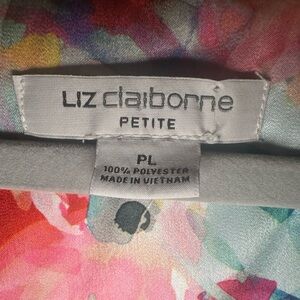 LIZ claiborne
PETITE
PL
100% POLYESTER
MADE IN VIETNAM